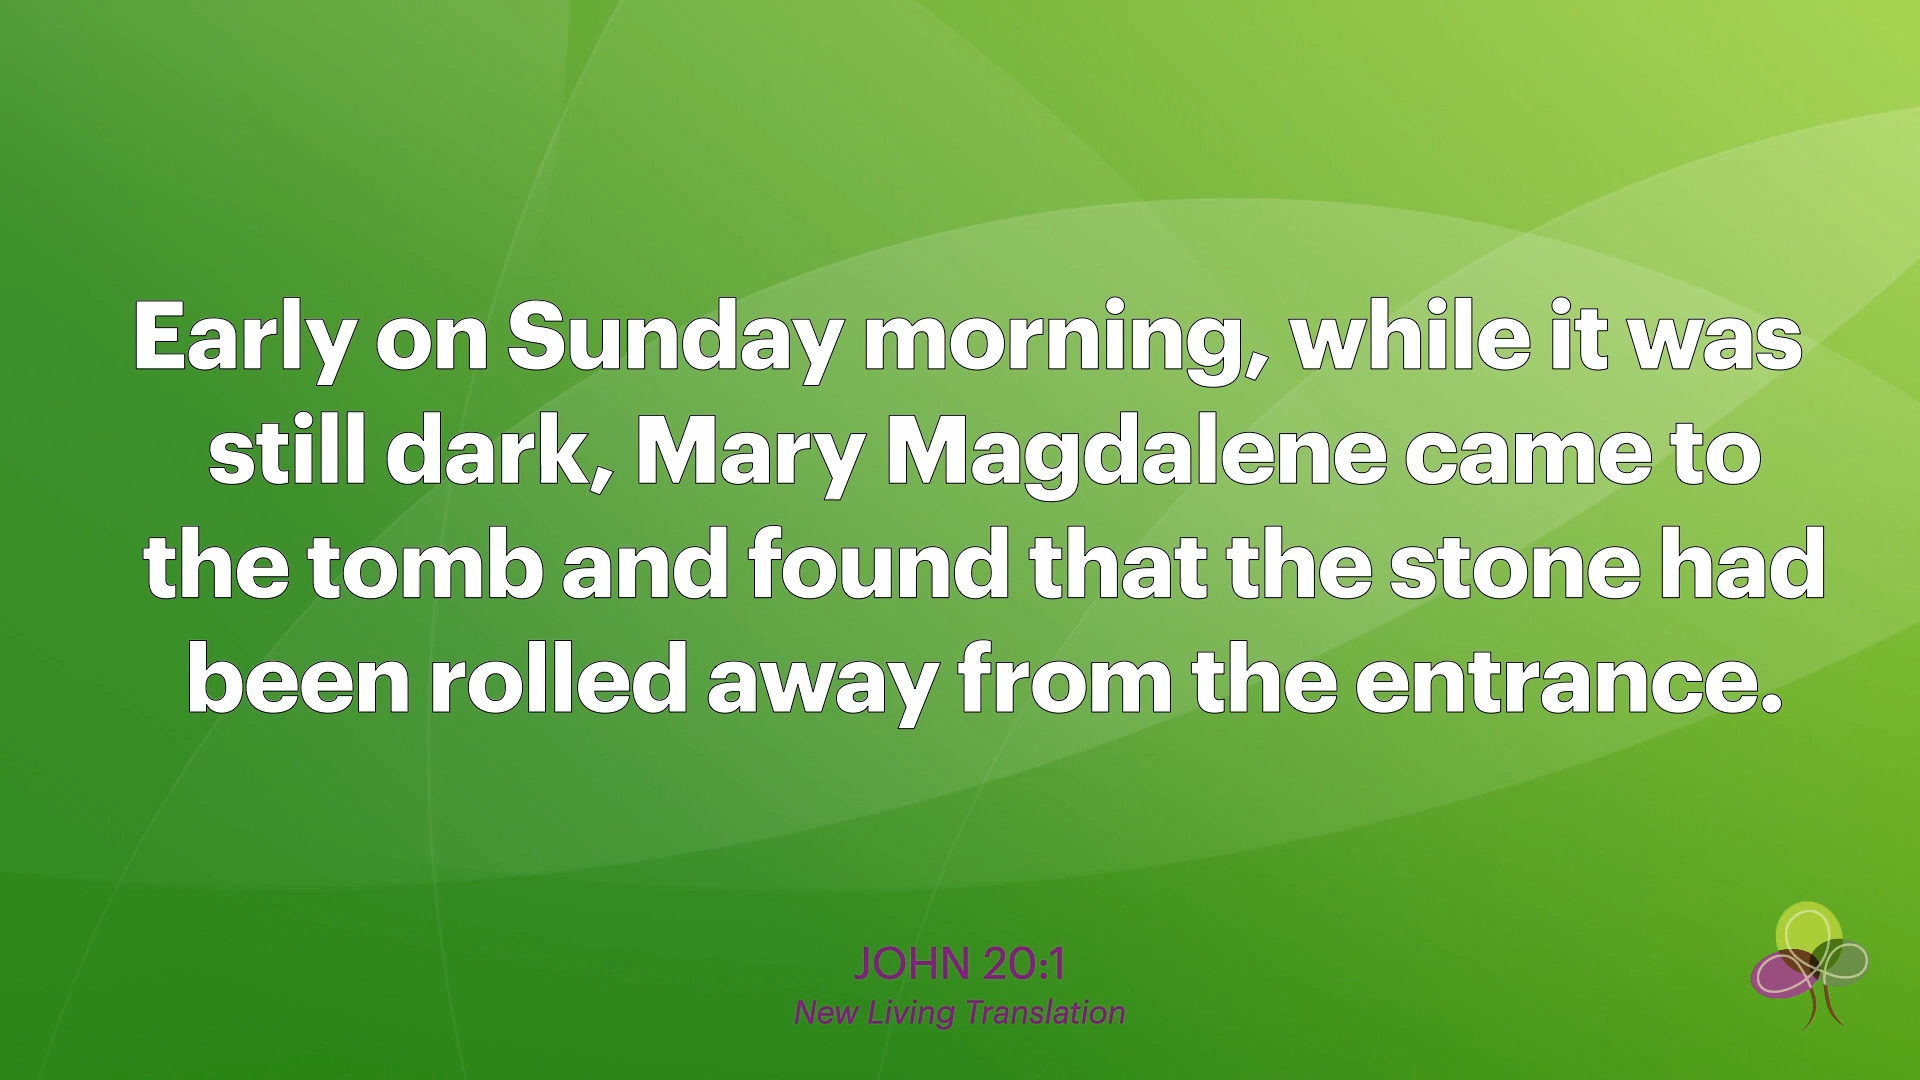 Early on Sunday morning, while it was
still dark, Mary Magdalene came to
the tomb and found that the stone had
been rolled away from the entrance.
JOHN 20:1
New Living Translation